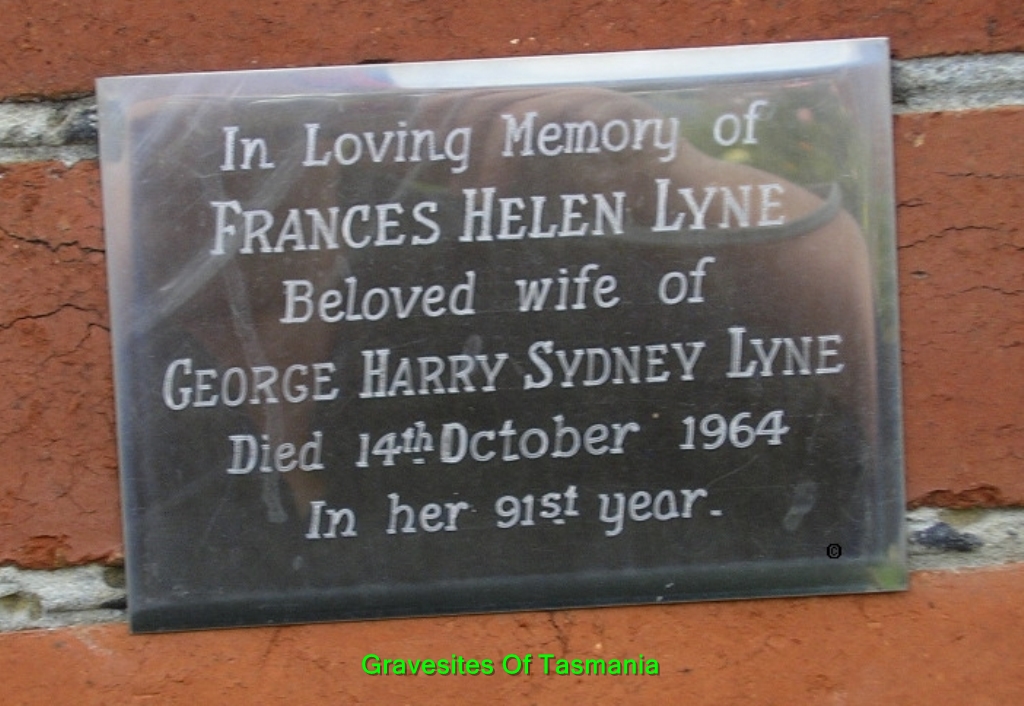 In Loving Memory of
FRANCES HELEN LYNE
Beloved wife of
GEORGE HARRY SYDNEY LYNE
Died 14th October 1964
In her 91st year.
©
Gravesites Of Tasmania